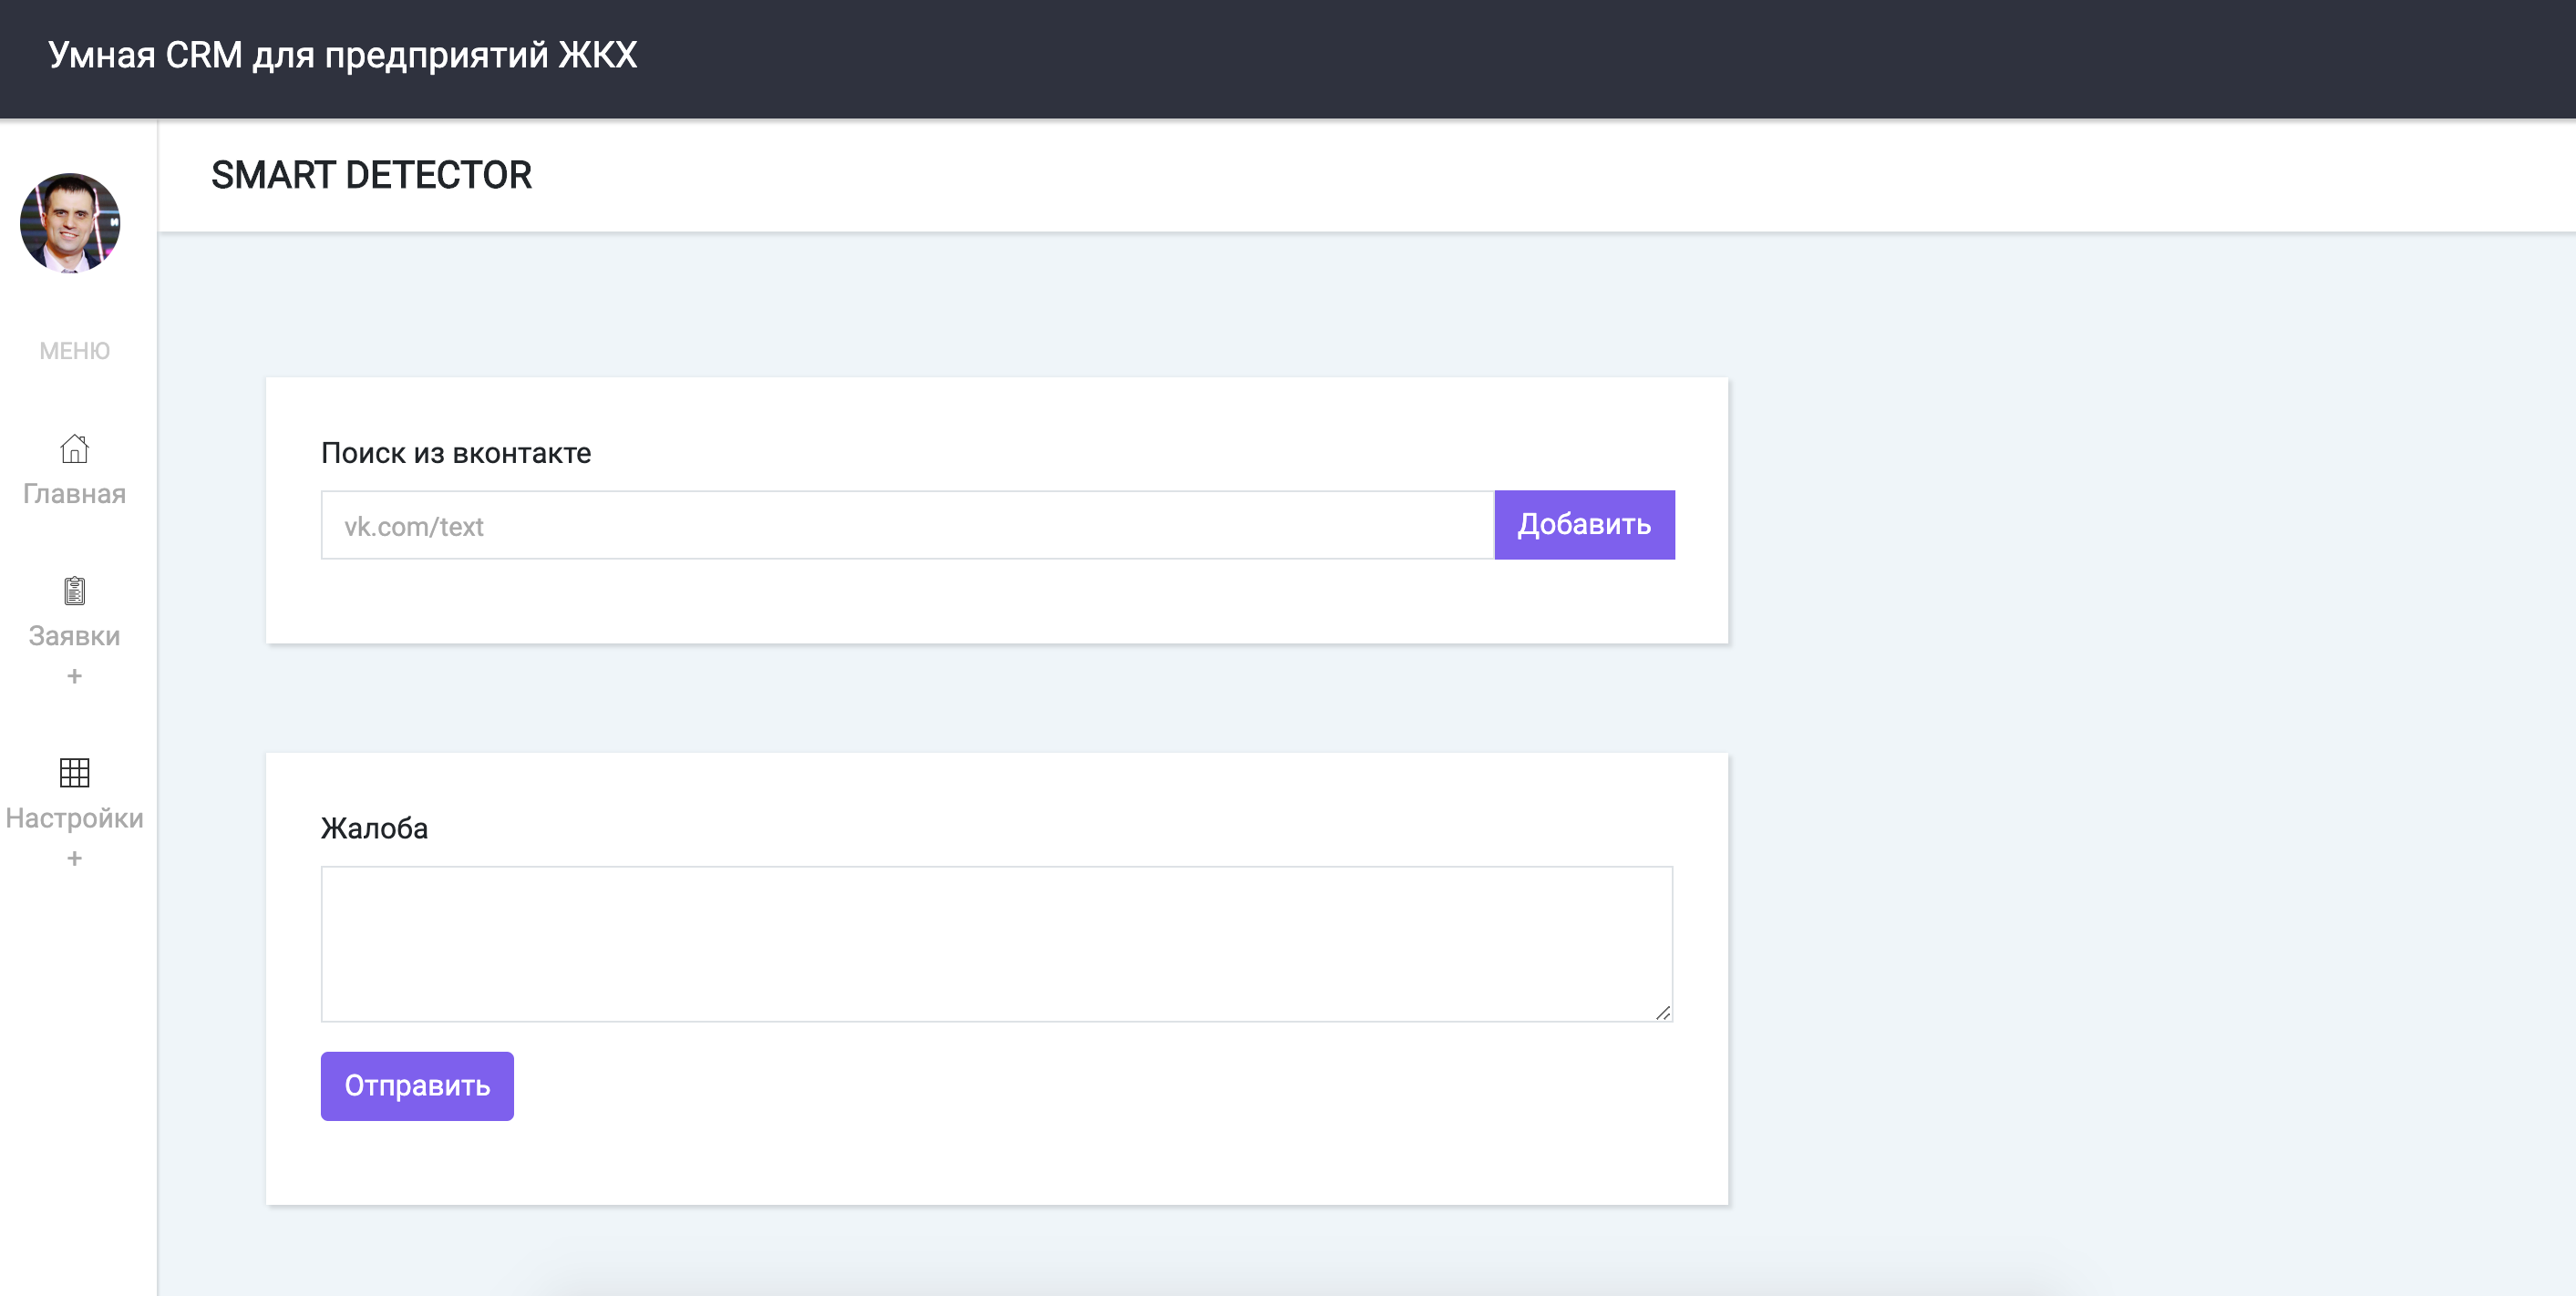 Умная CRM для предприятий ЖКХ
SMART DETECTOR
МЕНЮ
Главная
Заявки
+
Настройки
+
Поиск из вконтакте
vk.com/text
Добавить
Жалоба
Отправить